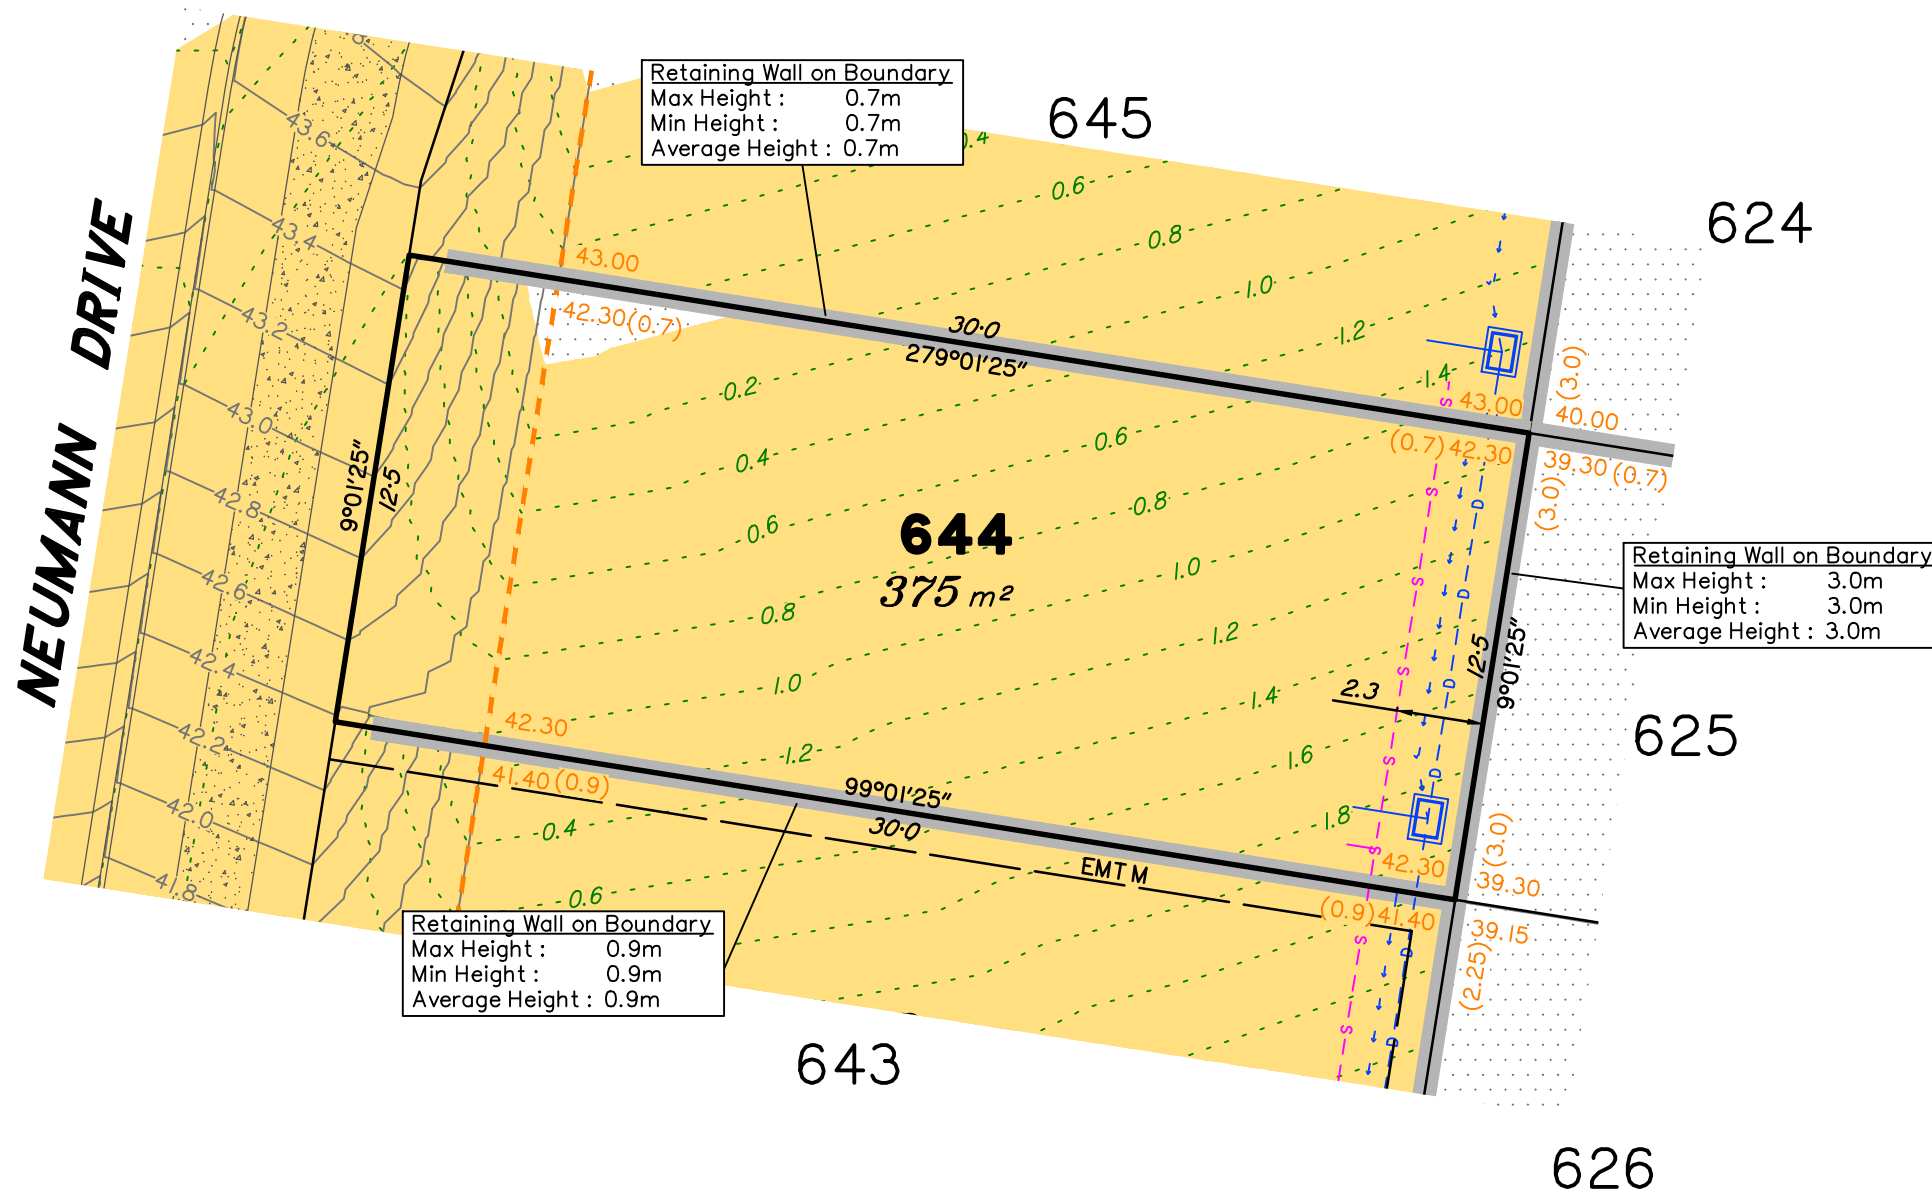 Retaining Wall on Boundary
Max Height : 0.7m
Min Height : 0.7m
Average Height : 0.7m
645
624
NEUMANN DRIVE
43.6
43.4
43.2
43.0
42.8
42.6
42.4
42.2
42.0
41.8
0.6
0.8
1.0
1.2
1.4
43.00
42.30(0.7)
30·0
279°01'25"
43.00
(0.7)42.30
(3.0)
40.00
39.30(0.7)
(3.0)
0.2
0.4
0.6
0.8
1.0
1.2
0.6
0.8
1.0
1.2
1.4
1.6
1.8
9°01'25"
12·5
644
375 m²
Retaining Wall on Boundary
Max Height : 3.0m
Min Height : 3.0m
Average Height : 3.0m
12·5
9°01'25"
2.3
625
S
S
S
S
S
S
S
S
D
D
D
D
D
D
42.30
41.40(0.9)
99°01'25"
30·0
EMT M
42.30
(0.9)41.40
(3.0)
39.30
39.15
(2.25)
0.4
0.6
Retaining Wall on Boundary
Max Height : 0.9m
Min Height : 0.9m
Average Height : 0.9m
643
626